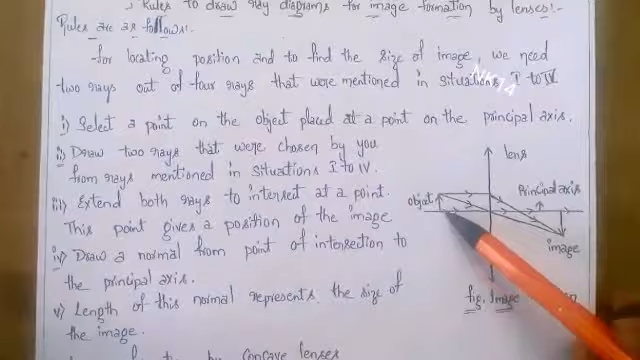 Rules to draw ray diagrams for image formation by lenses:-
Rules are as follows:
for locating position and to find the size of image, we need
two rays out of four rays that were mentioned in situations I to IV.
i) Select a point on the object placed at a point on the principal axis.
ii) Draw two rays that were chosen by you
from rays mentioned in situations I to IV.
iii) Extend both rays to intersect at a point.
This point gives a position of the image
iv) Draw a normal from point of intersection to
the principal axis.
v) Length of this normal represents the size of
the image.
by concave lenses
lens
Principal axis
object
image
fig. Image